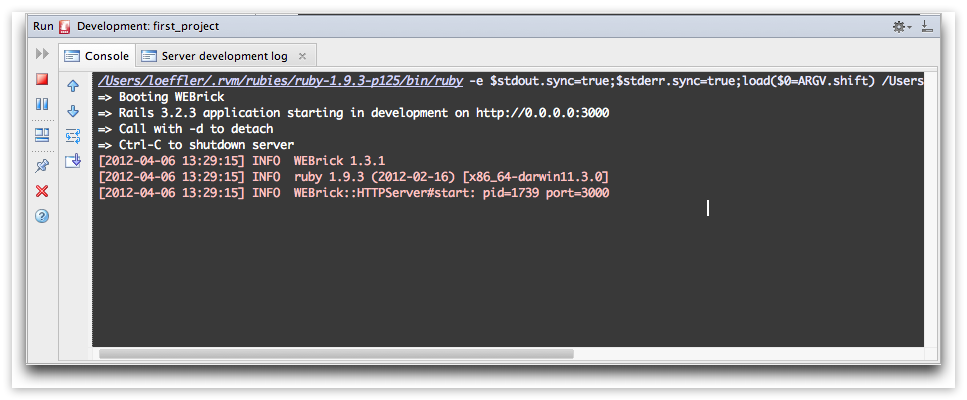 Run Development: first_project
Console Server development log
/Users/loeffler/.rvm/rubies/ruby-1.9.3-p125/bin/ruby -e $stdout.sync=true;$stderr.sync=true;load($0=ARGV.shift) /Users
=> Booting WEBrick
=> Rails 3.2.3 application starting in development on http://0.0.0.0:3000
=> Call with -d to detach
=> Ctrl-C to shutdown server
[2012-04-06 13:29:15] INFO  WEBrick 1.3.1
[2012-04-06 13:29:15] INFO  ruby 1.9.3 (2012-02-16) [x86_64-darwin11.3.0]
[2012-04-06 13:29:15] INFO  WEBrick::HTTPServer#start: pid=1739 port=3000